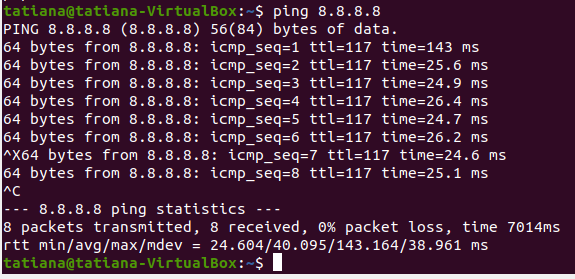 tatiana@tatiana-VirtualBox:~$ ping 8.8.8.8
PING 8.8.8.8 (8.8.8.8) 56(84) bytes of data.
64 bytes from 8.8.8.8: icmp_seq=1 ttl=117 time=143 ms
64 bytes from 8.8.8.8: icmp_seq=2 ttl=117 time=25.6 ms
64 bytes from 8.8.8.8: icmp_seq=3 ttl=117 time=24.9 ms
64 bytes from 8.8.8.8: icmp_seq=4 ttl=117 time=26.4 ms
64 bytes from 8.8.8.8: icmp_seq=5 ttl=117 time=24.7 ms
64 bytes from 8.8.8.8: icmp_seq=6 ttl=117 time=26.2 ms
^X64 bytes from 8.8.8.8: icmp_seq=7 ttl=117 time=24.6 ms
64 bytes from 8.8.8.8: icmp_seq=8 ttl=117 time=25.1 ms
^C
--- 8.8.8.8 ping statistics ---
8 packets transmitted, 8 received, 0% packet loss, time 7014ms
rtt min/avg/max/mdev = 24.604/40.095/143.164/38.961 ms
tatiana@tatiana-VirtualBox:~$